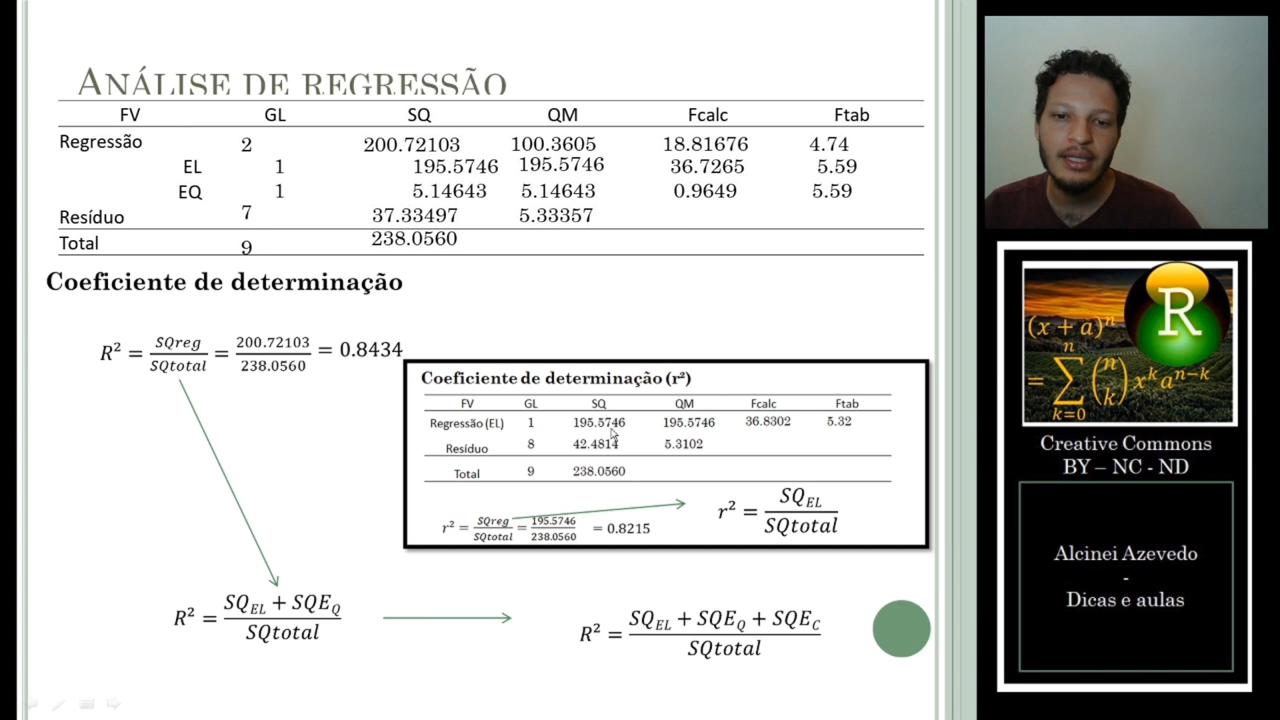 ANÁLISE DE REGRESSÃO
FV GL SQ QM Fcalc Ftab
Regressão 2 200.72103 100.3605 18.81676 4.74
EL 1 195.5746 195.5746 36.7265 5.59
EQ 1 5.14643 5.14643 0.9649 5.59
Resíduo 7 37.33497 5.33357
Total 9 238.0560
Coeficiente de determinação
R² = SQreg / SQtotal = 200.72103 / 238.0560 = 0.8434
Coeficiente de determinação (r²)
FV GL SQ QM Fcalc Ftab
Regressão (EL) 1 195.5746 195.5746 36.8302 5.32
Resíduo 8 42.4814 5.3102
Total 9 238.0560
r² = SQreg / SQtotal = 195.5746 / 238.0560 = 0.8215
r² = SQ_EL / SQtotal
R² = SQ_EL + SQE_Q / SQtotal
R² = SQ_EL + SQE_Q + SQE_C / SQtotal
(x + a)ⁿ
= ∑ n k=0 (n k) xᵏ aⁿ⁻ᵏ
R
Creative Commons
BY – NC - ND
Alcinei Azevedo
-
Dicas e aulas